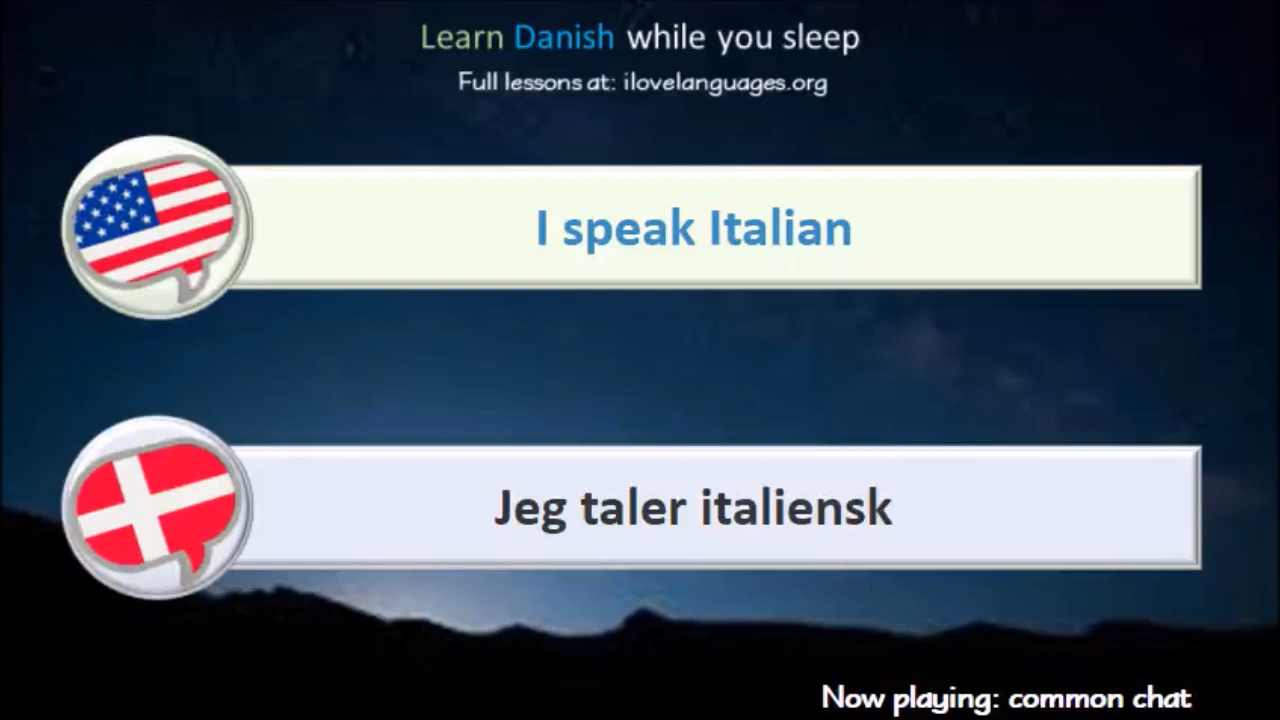 Learn Danish while you sleep
Full lessons at: ilovelanguages.org
I speak Italian
Jeg taler italiensk
Now playing: common chat